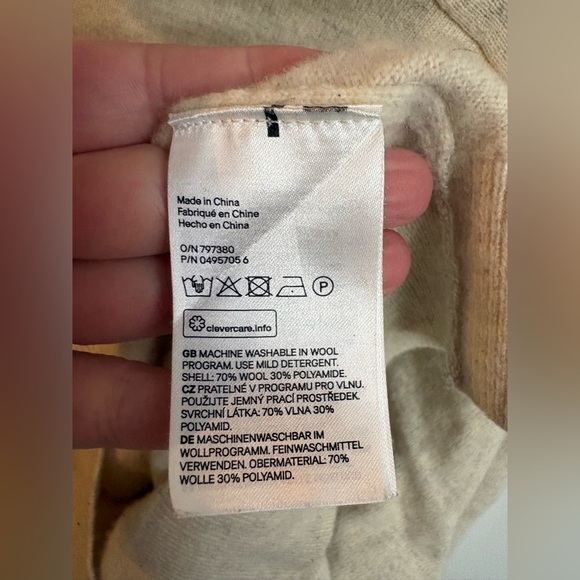 Made in China
Fabriqué en Chine
Hecho en China
O/N 797380
P/N 0495705 6
P
clevercare.info
GB MACHINE WASHABLE IN WOOL
PROGRAM. USE MILD DETERGENT.
SHELL: 70% WOOL 30% POLYAMIDE.
CZ PRATELNÉ V PROGRAMU PRO VLNU.
POUŽIJTE JEMNÝ PRACÍ PROSTŘEDEK.
SVRCHNÍ LÁTKA: 70% VLNA 30%
POLYAMID.
DE MASCHINENWASCHBAR IM
WOLLPROGRAMM. FEINWASCHMITTEL
VERWENDEN. OBERMATERIAL: 70%
WOLLE 30% POLYAMID.